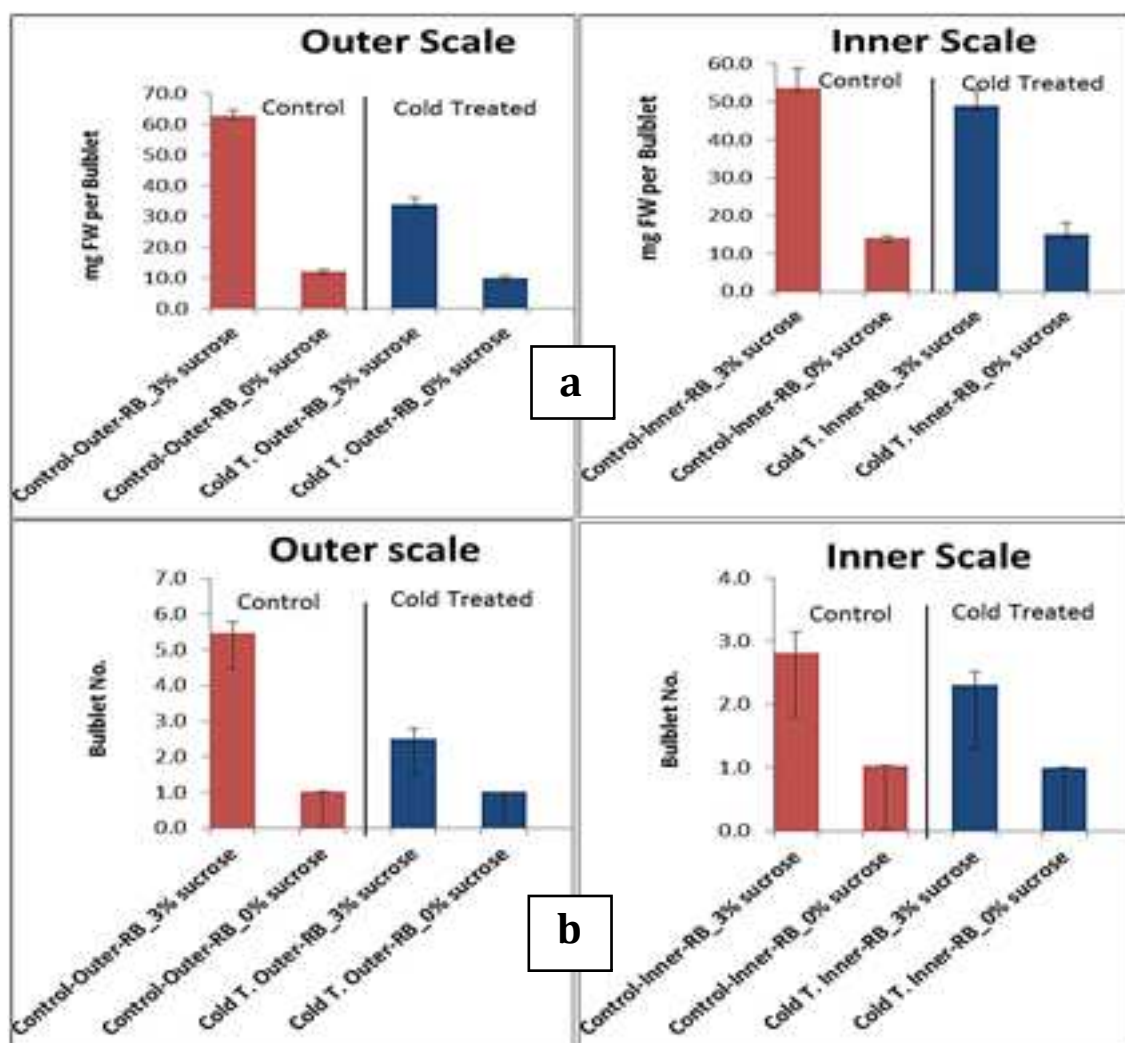 Outer Scale
mg FW per Bulblet
70.0
60.0
50.0
40.0
30.0
20.0
10.0
0.0
Control
Cold Treated
Control-Outer-RB_3% sucrose
Control-Outer-RB_0% sucrose
Cold T. Outer-RB_3% sucrose
Cold T. Outer-RB_0% sucrose
Inner Scale
mg FW per Bulblet
60.0
50.0
40.0
30.0
20.0
10.0
0.0
Control
Cold Treated
Control-Inner-RB_3% sucrose
Control-Inner-RB_0% sucrose
Cold T. Inner-RB_3% sucrose
Cold T. Inner-RB_0% sucrose
a
Outer scale
Bulblet No.
7.0
6.0
5.0
4.0
3.0
2.0
1.0
0.0
Control
Cold Treated
Control-Outer-RB_3% sucrose
Control-Outer-RB_0% sucrose
Cold T. Outer-RB_3% sucrose
Cold T. Outer-RB_0% sucrose
Inner Scale
Bulblet No.
4.0
3.0
2.0
1.0
0.0
Control
Cold Treated
Control-Inner-RB_3% sucrose
Control-Inner-RB_0% sucrose
Cold T. Inner-RB_3% sucrose
Cold T. Inner-RB_0% sucrose
b